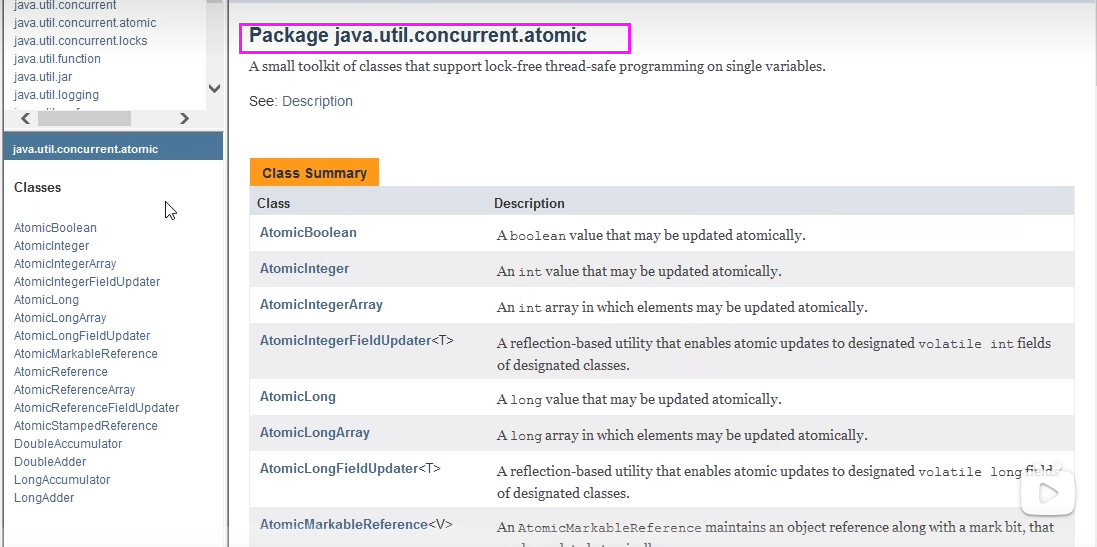 java.util.concurrent
java.util.concurrent.atomic
java.util.concurrent.locks
java.util.function
java.util.jar
java.util.logging
java.util.concurrent.atomic
Classes
AtomicBoolean
AtomicInteger
AtomicIntegerArray
AtomicIntegerFieldUpdater
AtomicLong
AtomicLongArray
AtomicLongFieldUpdater
AtomicMarkableReference
AtomicReference
AtomicReferenceArray
AtomicReferenceFieldUpdater
AtomicStampedReference
DoubleAccumulator
DoubleAdder
LongAccumulator
LongAdder
Package java.util.concurrent.atomic
A small toolkit of classes that support lock-free thread-safe programming on single variables.
See: Description
Class Summary
Class Description
AtomicBoolean A boolean value that may be updated atomically.
AtomicInteger An int value that may be updated atomically.
AtomicIntegerArray An int array in which elements may be updated atomically.
AtomicIntegerFieldUpdater<T> A reflection-based utility that enables atomic updates to designated volatile int fields
of designated classes.
AtomicLong A long value that may be updated atomically.
AtomicLongArray A long array in which elements may be updated atomically.
AtomicLongFieldUpdater<T> A reflection-based utility that enables atomic updates to designated volatile long fields
of designated classes.
AtomicMarkableReference<V> An AtomicMarkableReference maintains an object reference along with a mark bit, that